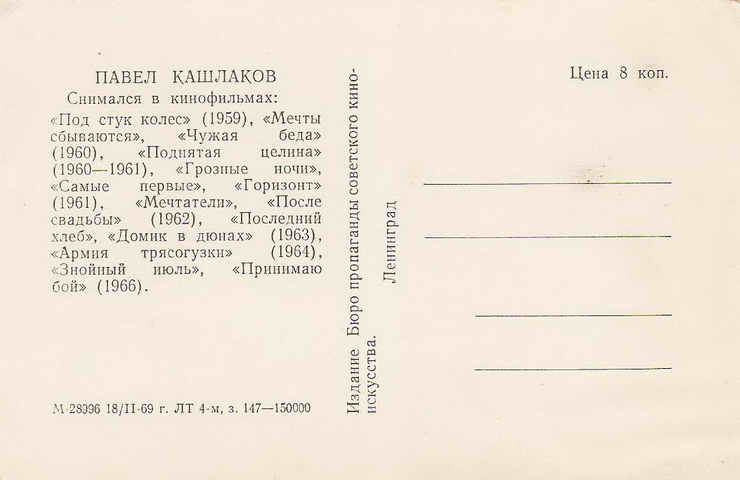 ПАВЕЛ КАШЛАКОВ
Снимался в кинофильмах:
«Под стук колес» (1959), «Мечты
сбываются», «Чужая беда»
(1960), «Поднятая целина»
(1960—1961), «Грозные ночи»,
«Самые первые», «Горизонт»
(1961), «Мечтатели», «После
свадьбы» (1962), «Последний
хлеб», «Домик в дюнах» (1963),
«Армия трясогузки» (1964),
«Знойный июль», «Принимаю
бой» (1966).
М-28996 18/II-69 г. ЛТ 4-м, з. 147—150000
Издание Бюро пропаганды советского кино-
искусства.
Ленинград
Цена 8 коп.